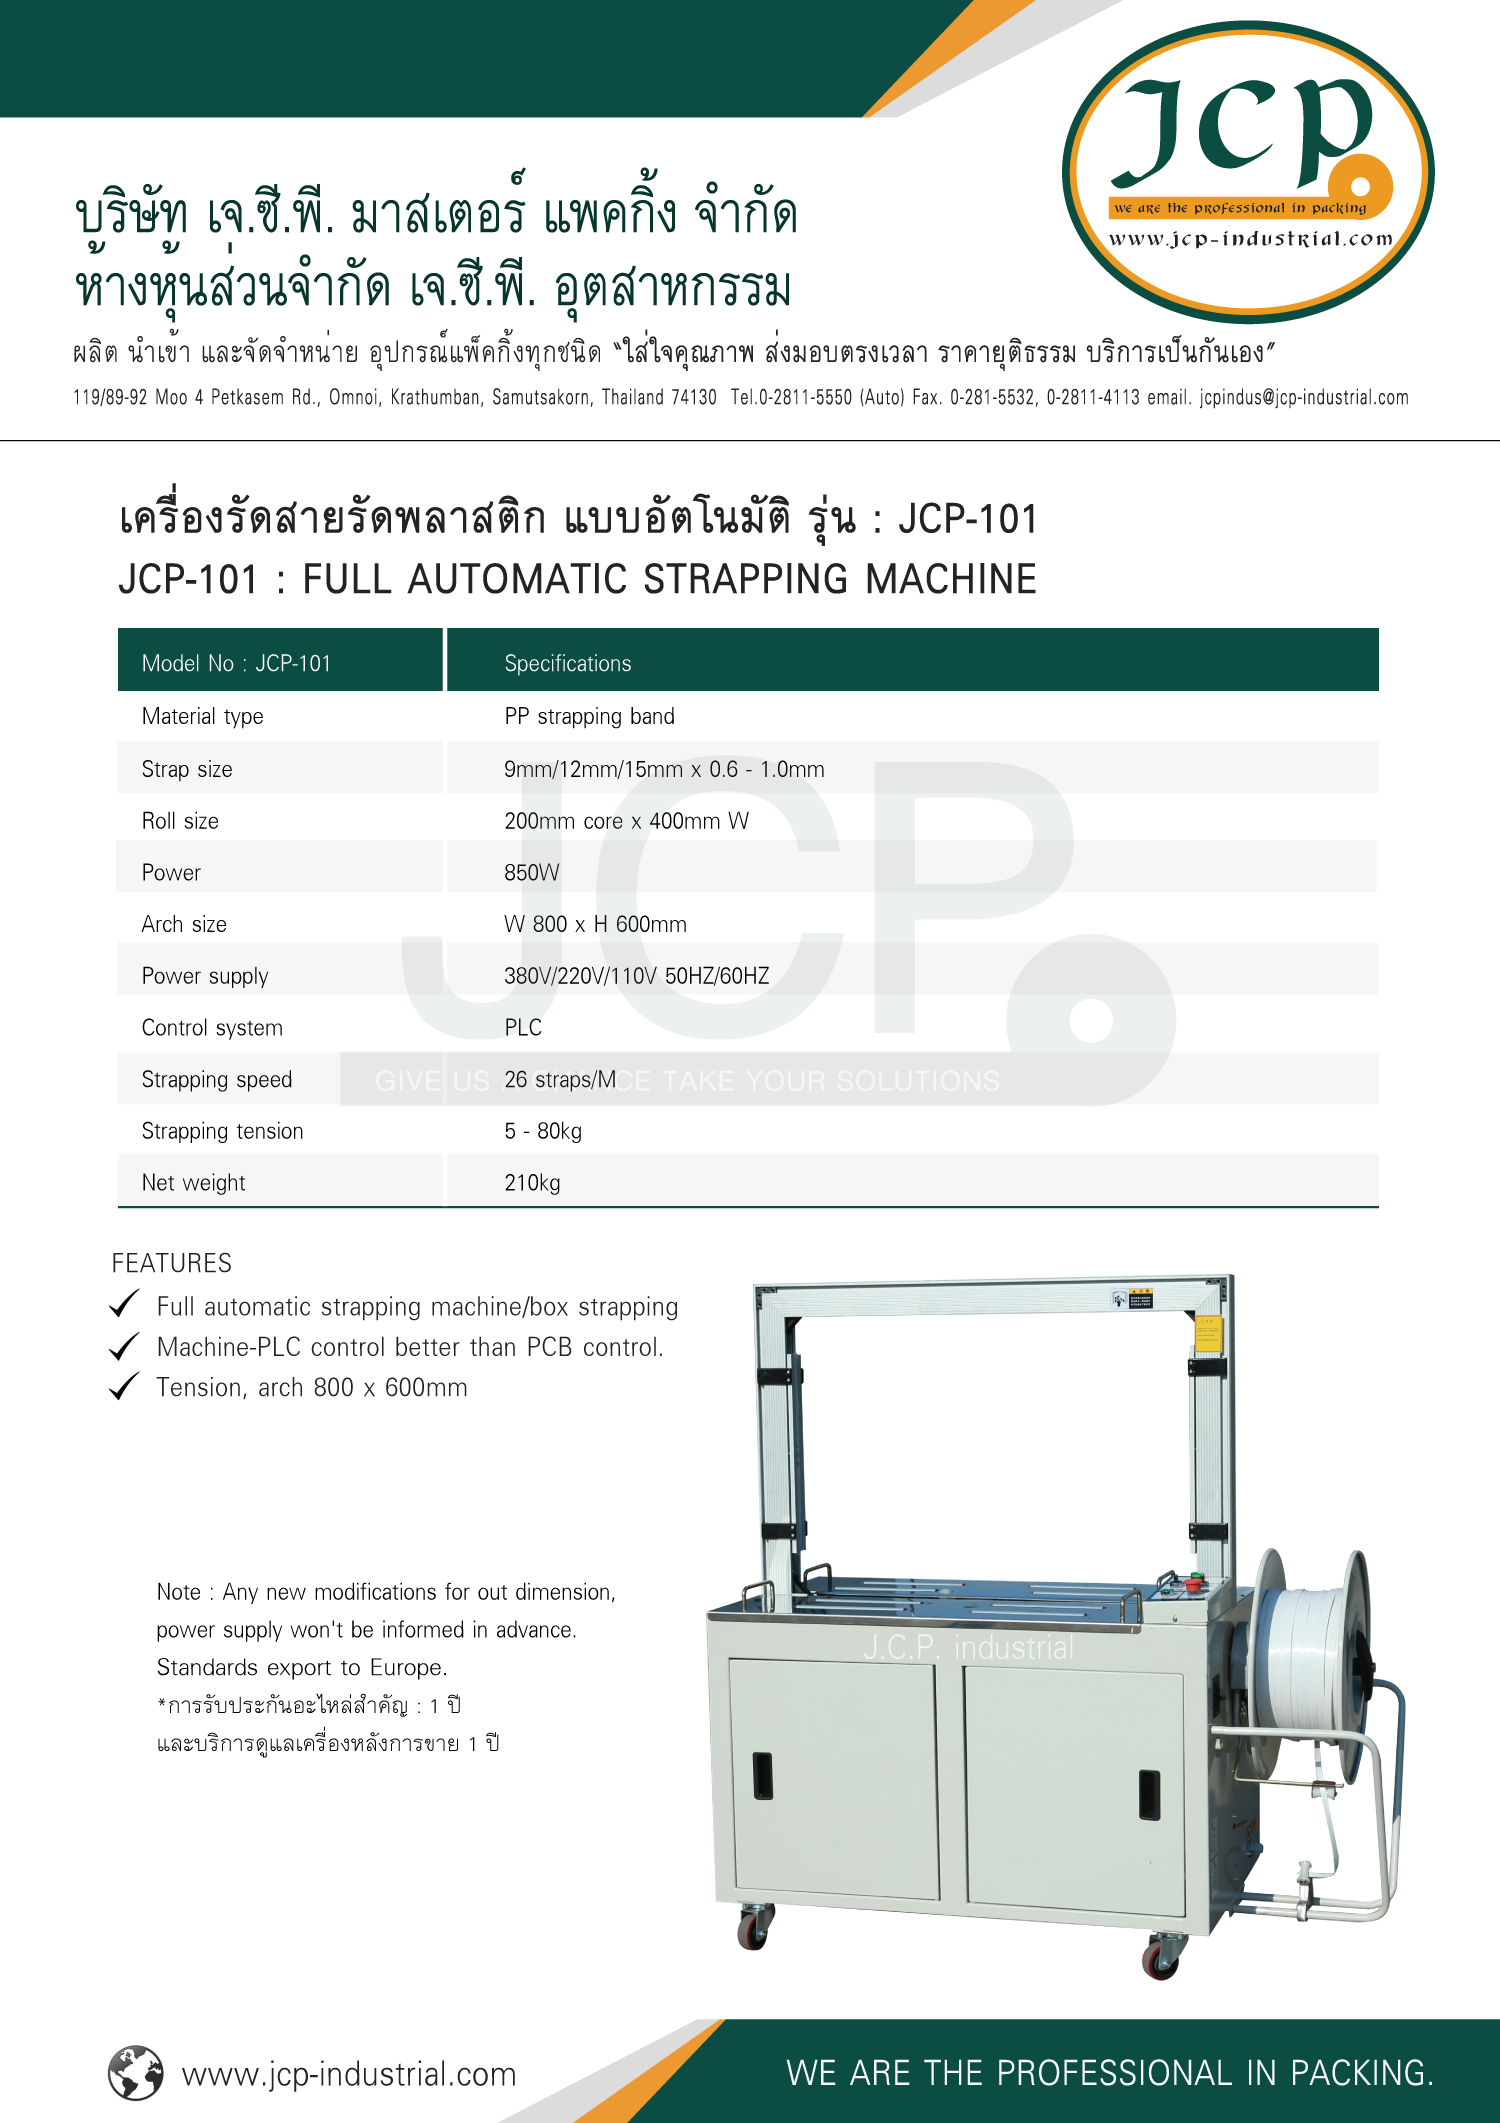 JCP
we are the professional in packing
www.jcp-industrial.com
บริษัท เจ.ซี.พี. มาสเตอร์ แพคกิ้ง จำกัด
ห้างหุ้นส่วนจำกัด เจ.ซี.พี. อุตสาหกรรม
ผลิต นำเข้า และจัดจำหน่าย อุปกรณ์แพ็คกิ้งทุกชนิด "ใส่ใจคุณภาพ ส่งมอบตรงเวลา ราคายุติธรรม บริการเป็นกันเอง"
119/89-92 Moo 4 Petkasem Rd., Omnoi, Krathumban, Samutsakorn, Thailand 74130 Tel.0-2811-5550 (Auto) Fax. 0-281-5532, 0-2811-4113 email. jcpindus@jcp-industrial.com
เครื่องรัดสายรัดพลาสติก แบบอัตโนมัติ รุ่น : JCP-101
JCP-101 : FULL AUTOMATIC STRAPPING MACHINE
Model No : JCP-101 Specifications
Material type PP strapping band
Strap size 9mm/12mm/15mm x 0.6 - 1.0mm
Roll size 200mm core x 400mm W
Power 850W
Arch size W 800 x H 600mm
Power supply 380V/220V/110V 50HZ/60HZ
Control system PLC
Strapping speed 26 straps/M
Strapping tension 5 - 80kg
Net weight 210kg
JCP
GIVE US A CHANCE TAKE YOUR SOLUTIONS
FEATURES
Full automatic strapping machine/box strapping
Machine-PLC control better than PCB control.
Tension, arch 800 x 600mm
Note : Any new modifications for out dimension,
power supply won't be informed in advance.
Standards export to Europe.
*การรับประกันอะไหล่สำคัญ : 1 ปี
และบริการดูแลเครื่องหลังการขาย 1 ปี
J.C.P. industrial
www.jcp-industrial.com
WE ARE THE PROFESSIONAL IN PACKING.